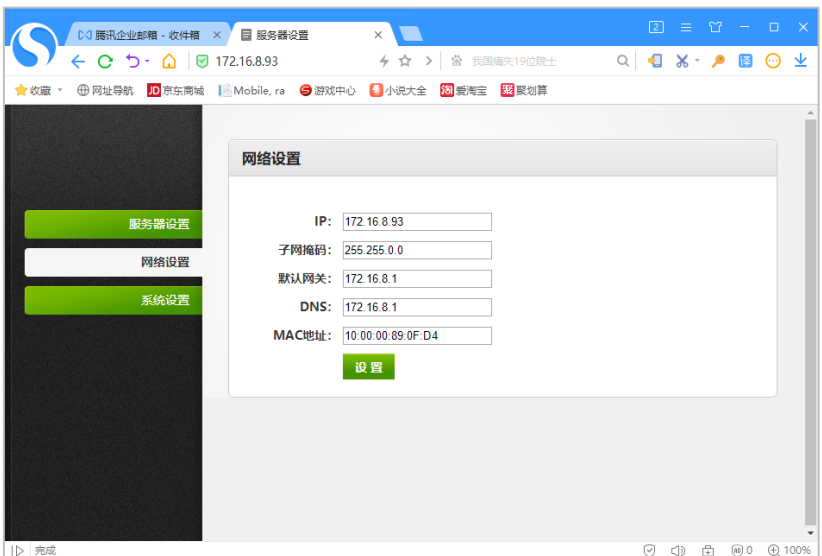 腾讯企业邮箱 - 收件箱 × 服务器设置 × 2
172.16.8.93 我国痛失19位院士 译
收藏 网址导航 JD 京东商城 Mobile, ra 游戏中心 小说大全 淘 爱淘宝 聚 聚划算
网络设置
服务器设置
网络设置
系统设置
IP: 172.16.8.93
子网掩码: 255.255.0.0
默认网关: 172.16.8.1
DNS: 172.16.8.1
MAC地址: 10:00:00:89:0F:D4
设 置
完成 0 100%